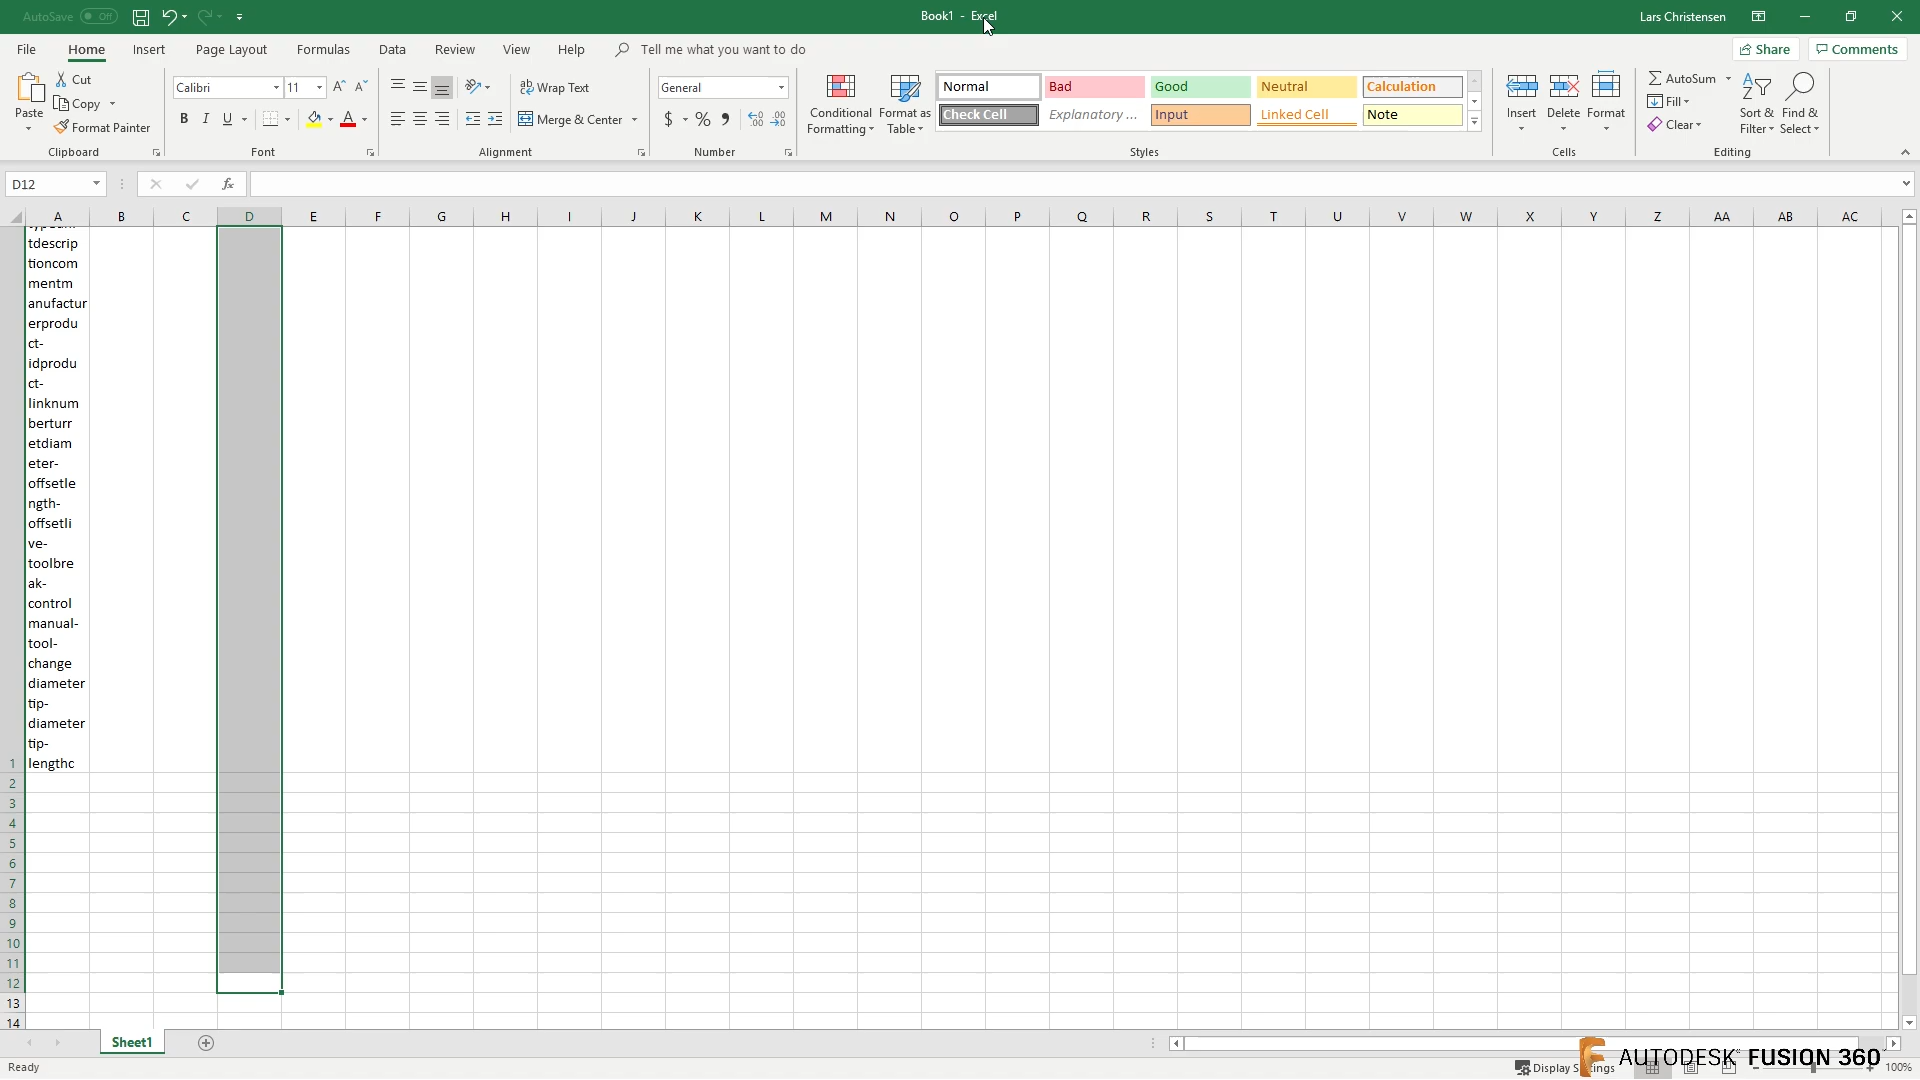 AutoSave Off
Book1 - Excel
Lars Christensen
File Home Insert Page Layout Formulas Data Review View Help Tell me what you want to do
Share Comments
Paste
Cut
Copy
Format Painter
Clipboard
Calibri 11
B I U
Font
Wrap Text
Merge & Center
Alignment
General
$ % 9
Number
Conditional Formatting
Format as Table
Normal Bad Good Neutral Calculation
Check Cell Explanatory ... Input Linked Cell Note
Styles
Insert Delete Format
Cells
AutoSum
Fill
Clear
Sort & Filter
Find & Select
Editing
D12
fx
A B C D E F G H I J K L M N O P Q R S T U V W X Y Z AA AB AC
tdescrip
tioncom
mentm
anufactur
erprodu
ct-
idprodu
ct-
linknum
berturr
etdiam
eter-
offsetle
ngth-
offsetli
ve-
toolbre
ak-
control
manual-
tool-
change
diameter
tip-
diameter
tip-
1 lengthc
2
3
4
5
6
7
8
9
10
11
12
13
14
Sheet1
Ready
Display Settings
100%
AUTODESK FUSION 360